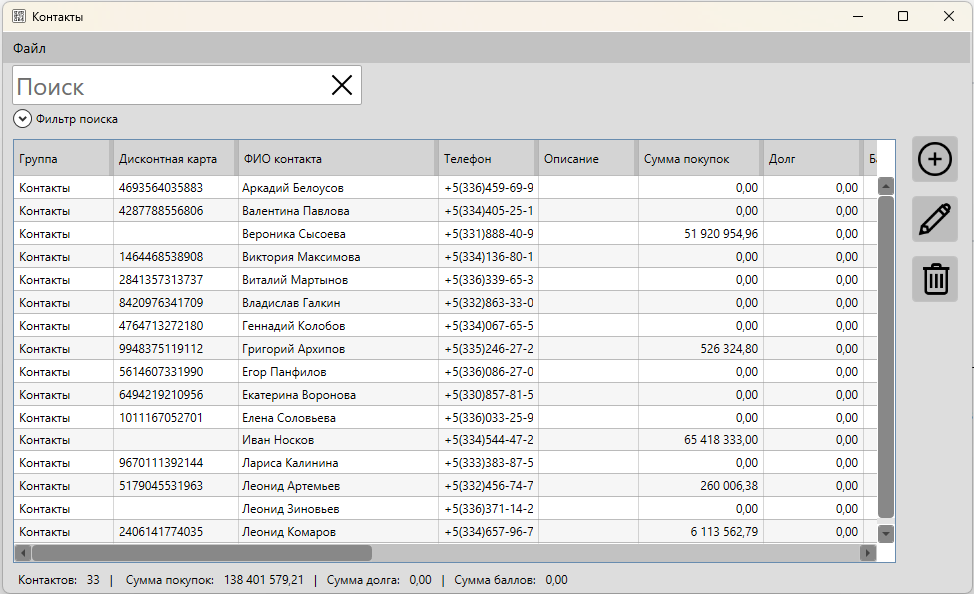 Контакты
Файл
Поиск
Фильтр поиска
Группа Дисконтная карта ФИО контакта Телефон Описание Сумма покупок Долг
Контакты 4693564035883 Аркадий Белоусов +5(336)459-69-9 0,00 0,00
Контакты 4287788556806 Валентина Павлова +5(334)405-25-1 0,00 0,00
Контакты Вероника Сысоева +5(331)888-40-9 51 920 954,96 0,00
Контакты 1464468538908 Виктория Максимова +5(334)136-80-1 0,00 0,00
Контакты 2841357313737 Виталий Мартынов +5(336)339-65-3 0,00 0,00
Контакты 8420976341709 Владислав Галкин +5(332)863-33-0 0,00 0,00
Контакты 4764713272180 Геннадий Колобов +5(334)067-65-5 0,00 0,00
Контакты 9948375119112 Григорий Архипов +5(335)246-27-2 526 324,80 0,00
Контакты 5614607331990 Егор Панфилов +5(336)086-27-0 0,00 0,00
Контакты 6494219210956 Екатерина Воронова +5(330)857-81-5 0,00 0,00
Контакты 1011167052701 Елена Соловьева +5(336)033-25-9 0,00 0,00
Контакты Иван Носков +5(334)544-47-2 65 418 333,00 0,00
Контакты 9670111392144 Лариса Калинина +5(333)383-87-5 0,00 0,00
Контакты 5179045531963 Леонид Артемьев +5(332)456-74-7 260 006,38 0,00
Контакты Леонид Зиновьев +5(336)371-14-2 0,00 0,00
Контакты 2406141774035 Леонид Комаров +5(334)657-96-7 6 113 562,79 0,00
Контактов: 33 | Сумма покупок: 138 401 579,21 | Сумма долга: 0,00 | Сумма баллов: 0,00